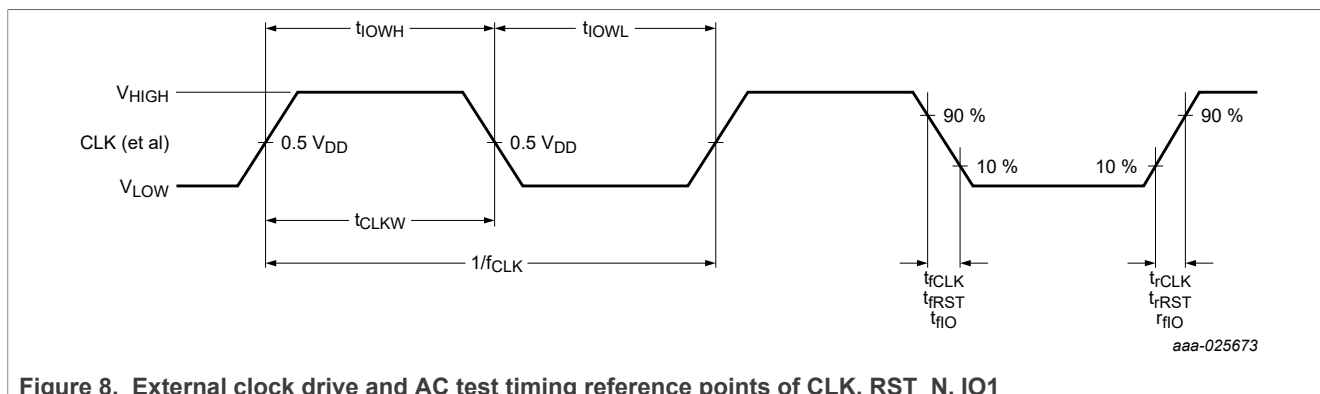 tIOWH tIOWL
VHIGH
90 % 90 %
CLK (et al) 0.5 VDD 0.5 VDD
10 % 10 %
VLOW
tCLKW
1/fCLK
tfCLK trCLK
tfRST trRST
tfIO rfIO
aaa-025673
Figure 8. External clock drive and AC test timing reference points of CLK, RST_N, IO1